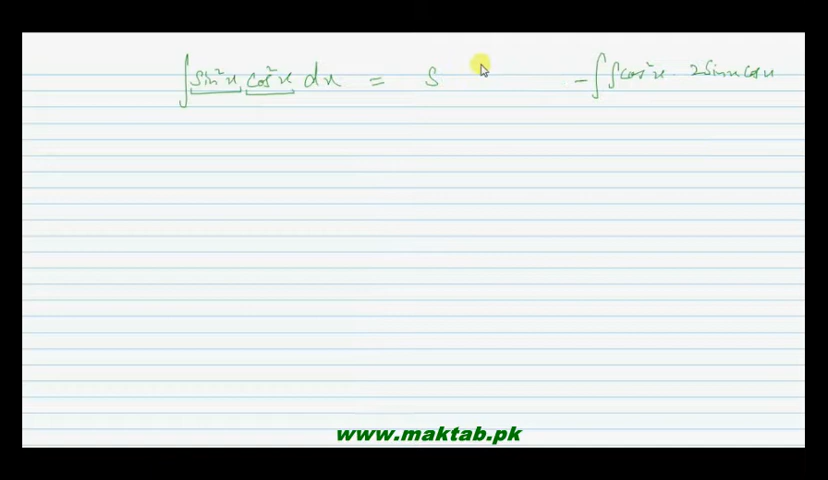 ∫ sin²x cos²x dx = S - ∫ ∫cos²x · 2sinx cosx
www.maktab.pk